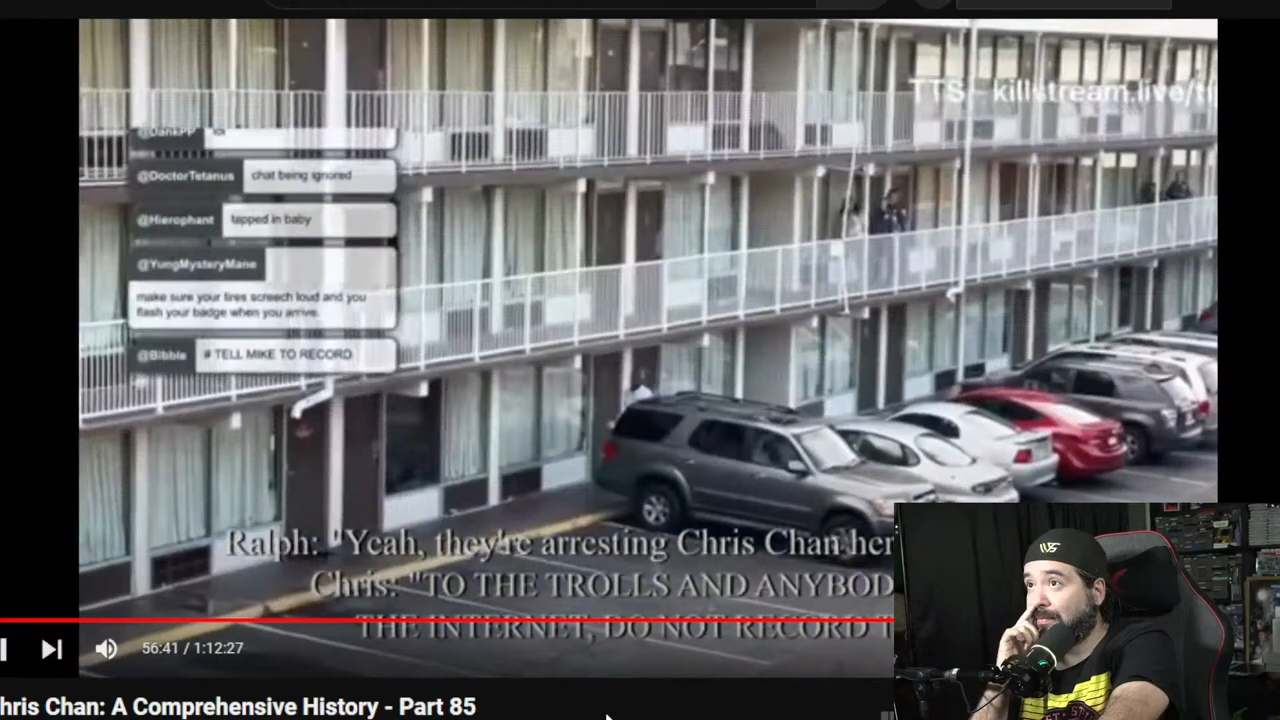 TTS - killstream.live/ti
@DankPP
@DoctorTetanus chat being ignored
@Hierophant tapped in baby
@YungMysteryMane
make sure your tires screech loud and you
flash your badge when you arrive.
@Bibble # TELL MIKE TO RECORD
Ralph: "Yeah, they're arresting Chris Chan her
Chris: "TO THE TROLLS AND ANYBOD
THE INTERNET, DO NOT RECORD T
56:41 / 1:12:27
hris Chan: A Comprehensive History - Part 85